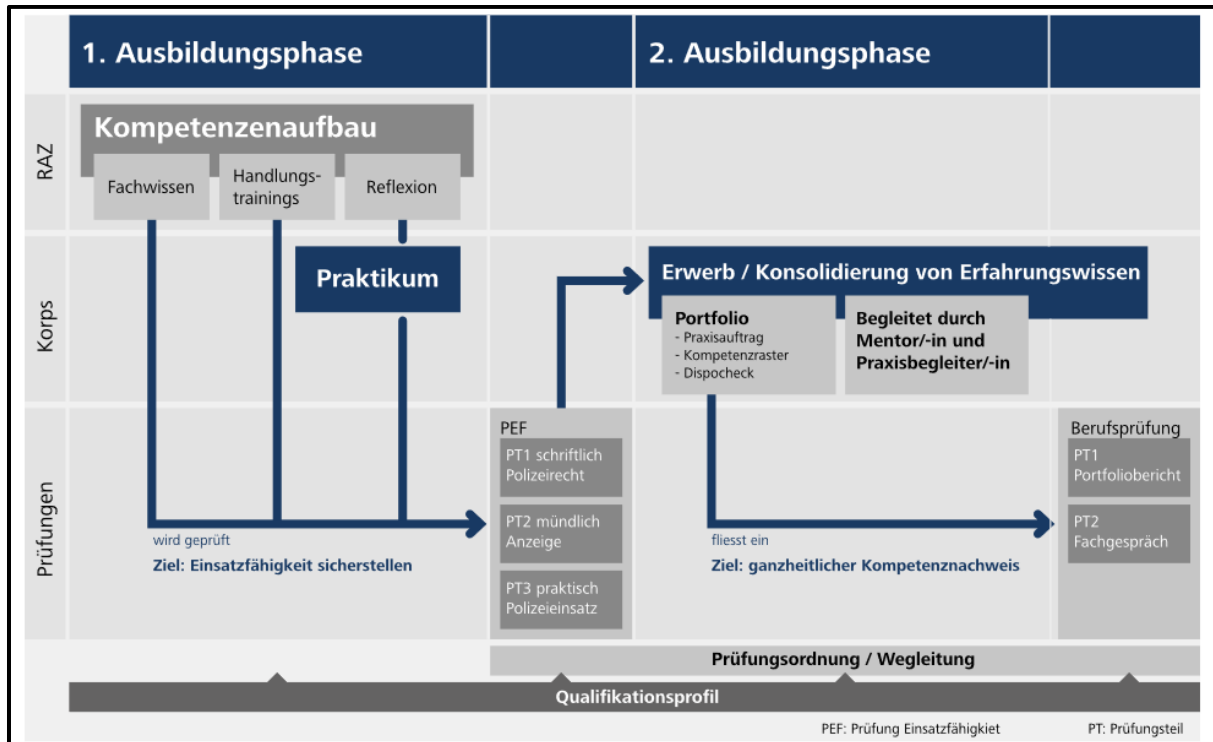 1. Ausbildungsphase
2. Ausbildungsphase
RAZ
Kompetenzenaufbau
Fachwissen
Handlungs-
trainings
Reflexion
Korps
Praktikum
Erwerb / Konsolidierung von Erfahrungswissen
Portfolio
- Praxisauftrag
- Kompetenzraster
- Dispocheck
Begleitet durch
Mentor/-in und
Praxisbegleiter/-in
Prüfungen
wird geprüft
Ziel: Einsatzfähigkeit sicherstellen
PEF
PT1 schriftlich
Polizeirecht
PT2 mündlich
Anzeige
PT3 praktisch
Polizeieinsatz
fliesst ein
Ziel: ganzheitlicher Kompetenznachweis
Berufsprüfung
PT1
Portfoliobericht
PT2
Fachgespräch
Prüfungsordnung / Wegleitung
Qualifikationsprofil
PEF: Prüfung Einsatzfähigkiet
PT: Prüfungsteil